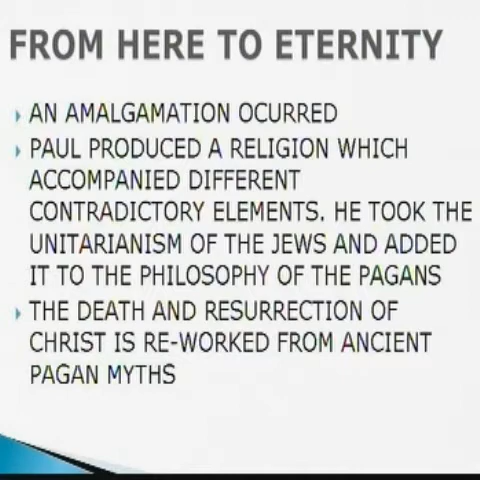 FROM HERE TO ETERNITY
AN AMALGAMATION OCURRED
PAUL PRODUCED A RELIGION WHICH
ACCOMPANIED DIFFERENT
CONTRADICTORY ELEMENTS. HE TOOK THE
UNITARIANISM OF THE JEWS AND ADDED
IT TO THE PHILOSOPHY OF THE PAGANS
THE DEATH AND RESURRECTION OF
CHRIST IS RE-WORKED FROM ANCIENT
PAGAN MYTHS